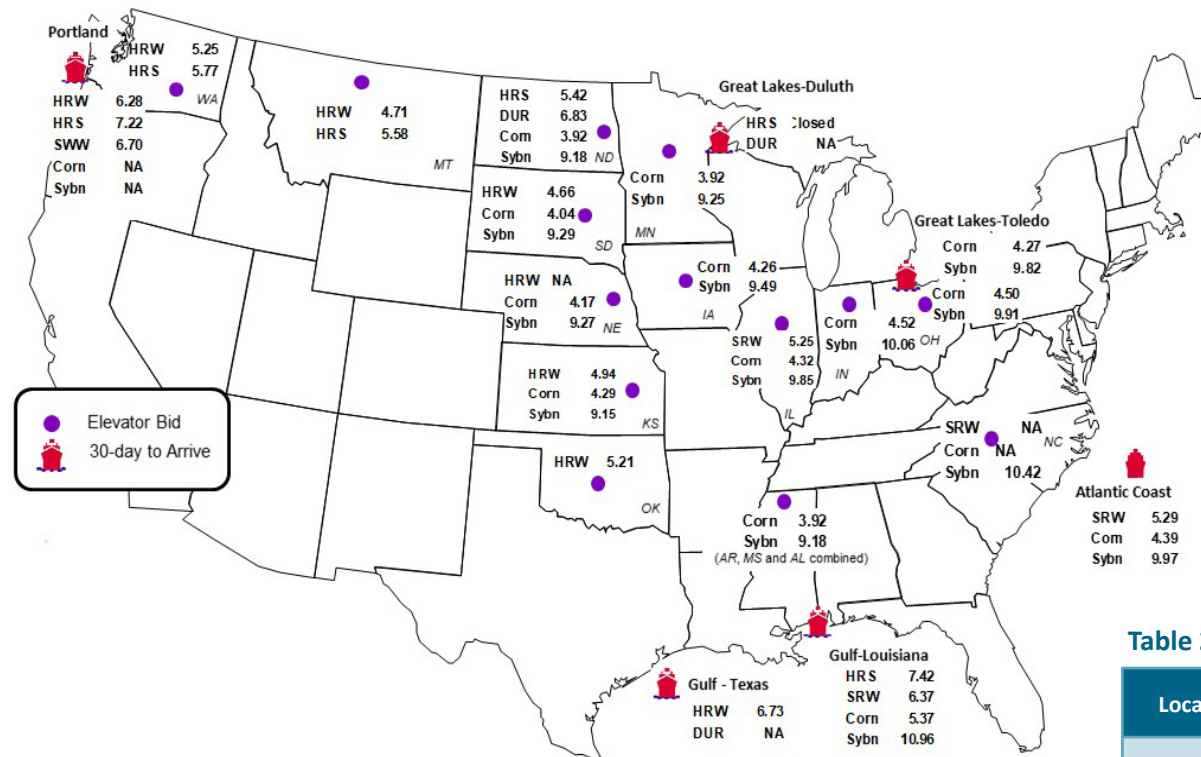 Portland
HRW 5.25
HRS 5.77
WA
HRW 6.28
HRS 7.22
SWW 6.70
Corn NA
Sybn NA
HRW 4.71
HRS 5.58
MT
HRS 5.42
DUR 6.83
Corn 3.92
Sybn 9.18
ND
Great Lakes-Duluth
HRS Closed
DUR NA
Corn 3.92
Sybn 9.25
MN
HRW 4.66
Corn 4.04
Sybn 9.29
SD
Great Lakes-Toledo
Corn 4.27
Sybn 9.82
Corn 4.50
Sybn 9.91
OH
HRW NA
Corn 4.17
Sybn 9.27
NE
Corn 4.26
Sybn 9.49
IA
SRW 5.25
Corn 4.32
Sybn 9.85
IL
Corn 4.52
Sybn 10.06
IN
HRW 4.94
Corn 4.29
Sybn 9.15
KS
Elevator Bid
30-day to Arrive
HRW 5.21
OK
SRW NA
Corn NA
Sybn 10.42
NC
Atlantic Coast
SRW 5.29
Corn 4.39
Sybn 9.97
Corn 3.92
Sybn 9.18
(AR, MS and AL combined)
Gulf - Texas
HRW 6.73
DUR NA
Gulf-Louisiana
HRS 7.42
SRW 6.37
Corn 5.37
Sybn 10.96
Table
Loca